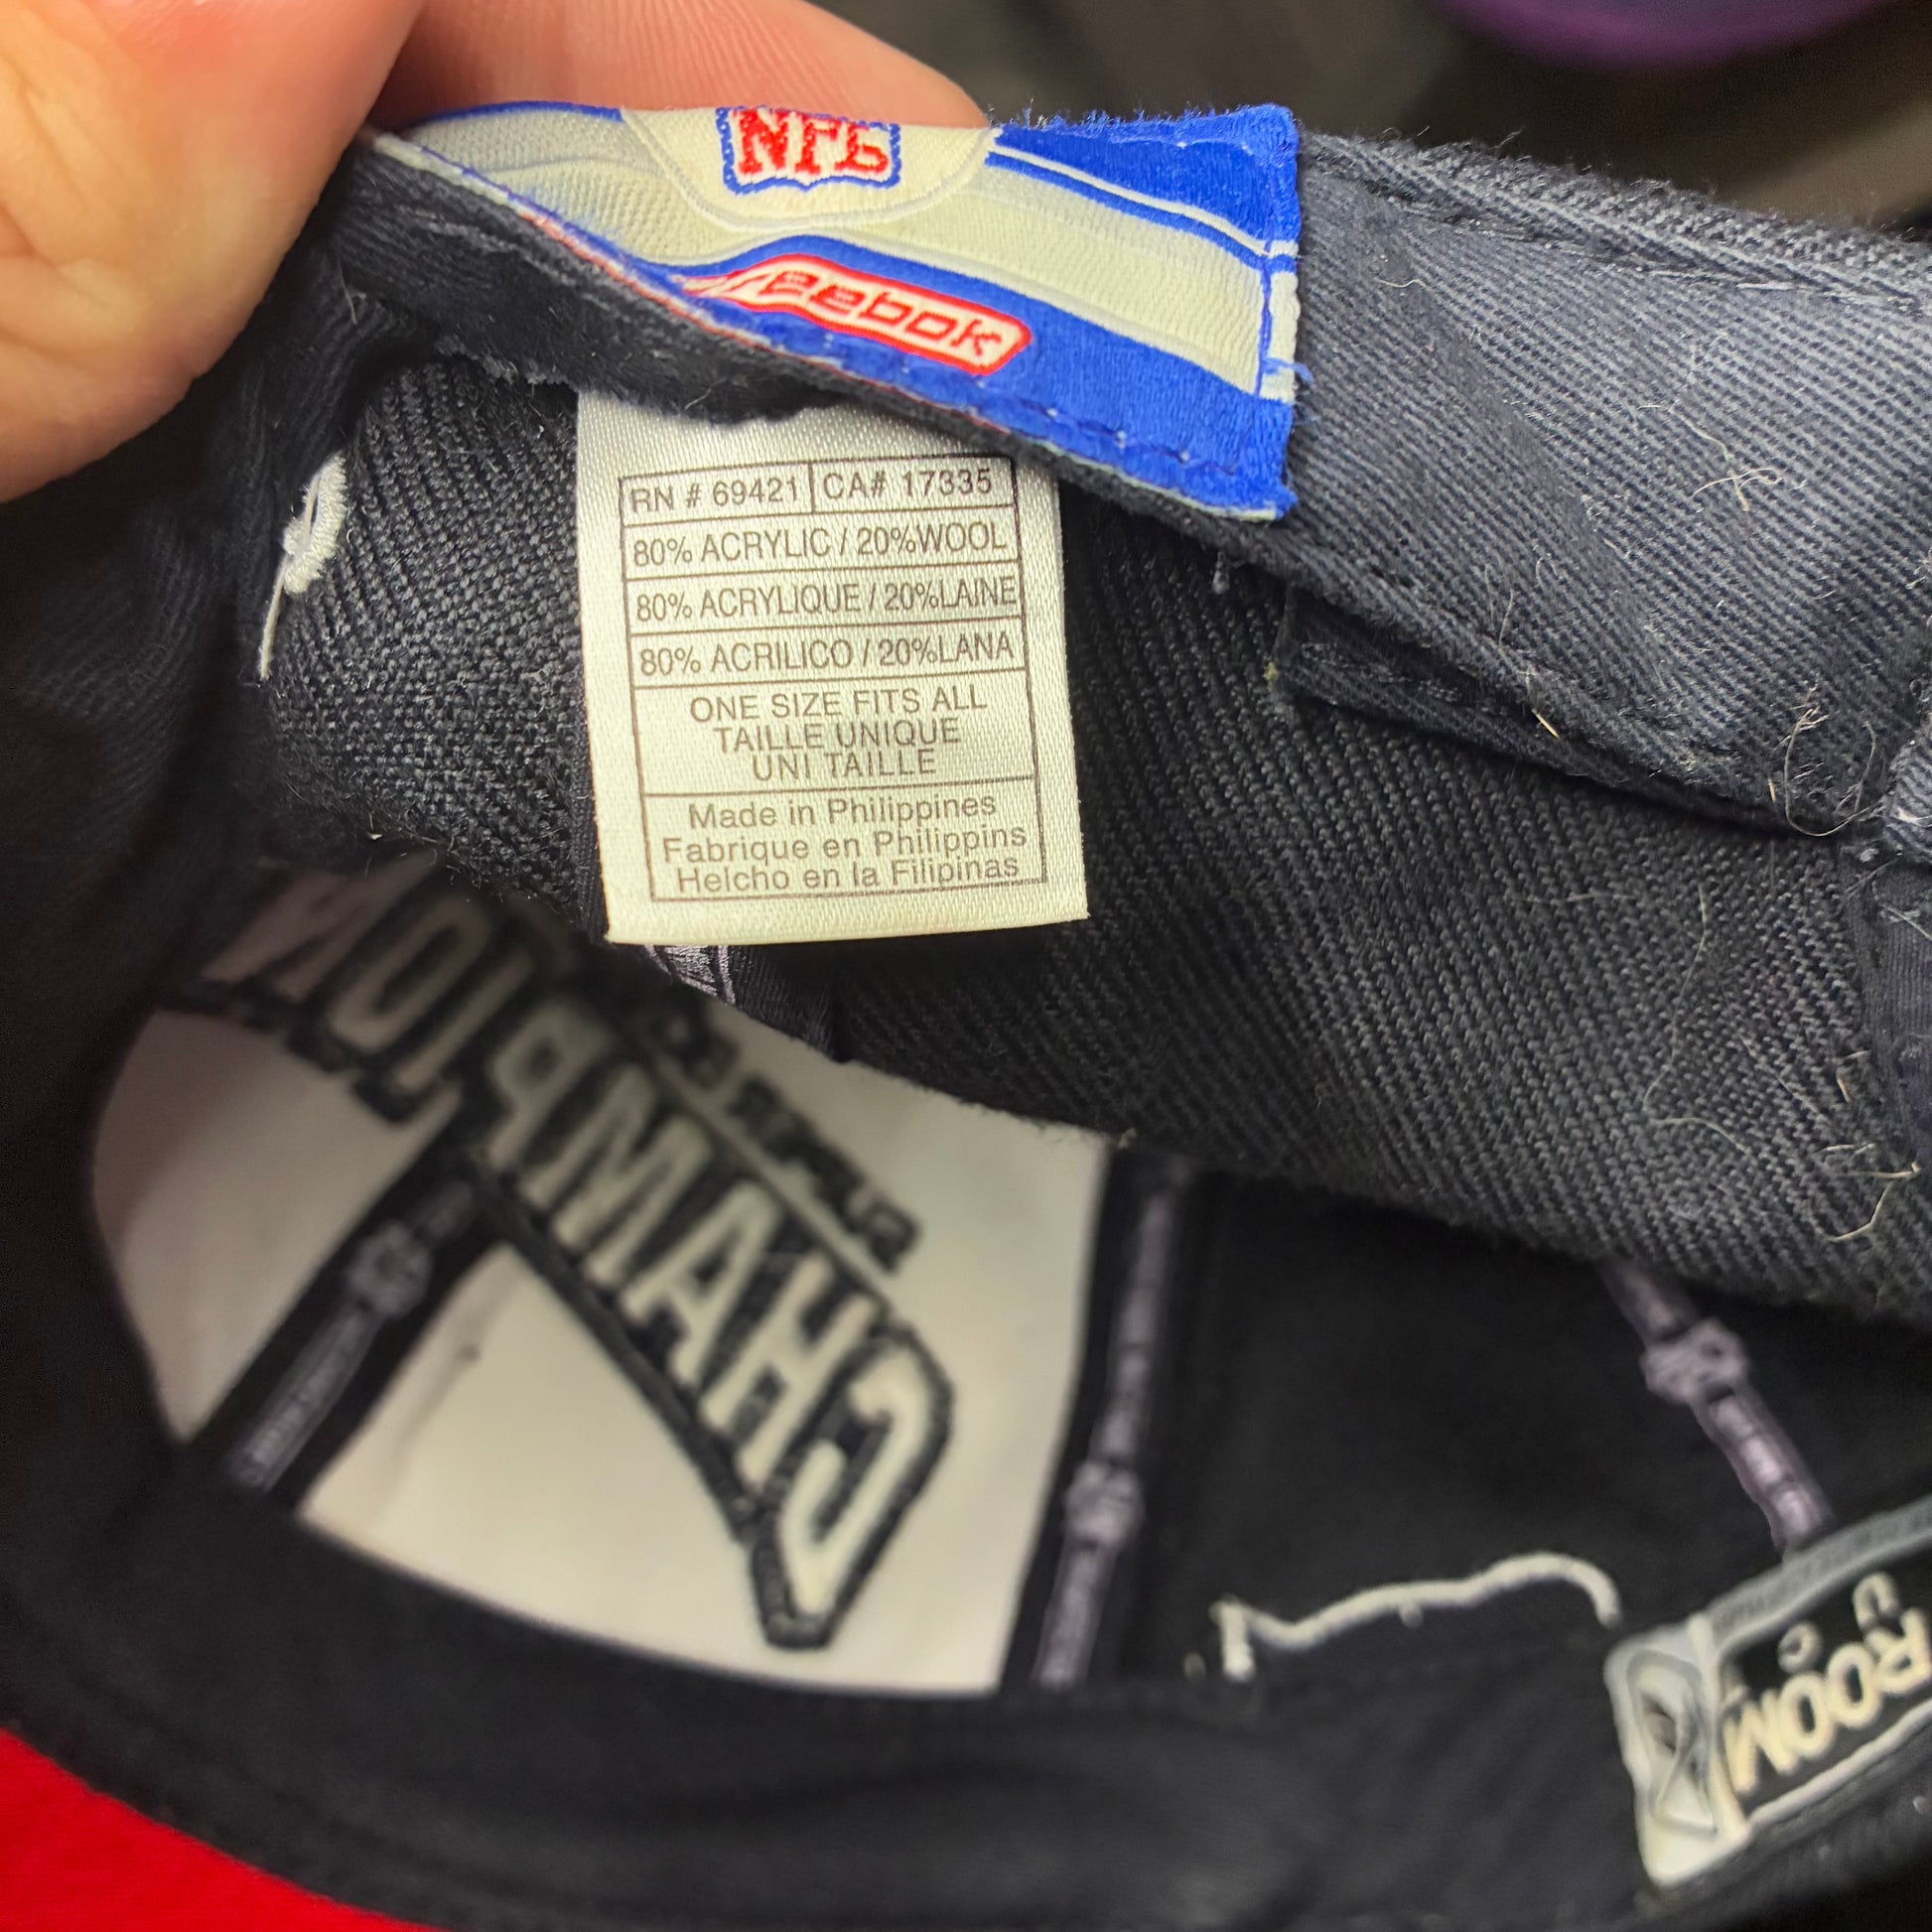 NFL
Reebok
RN # 69421 CA# 17335
80% ACRYLIC / 20%WOOL
80% ACRYLIQUE / 20%LAINE
80% ACRILICO / 20%LANA
ONE SIZE FITS ALL
TAILLE UNIQUE
UNI TAILLE
Made in Philippines
Fabrique en Philippins
Helcho en la Filipinas
CHAMPION
ROOM